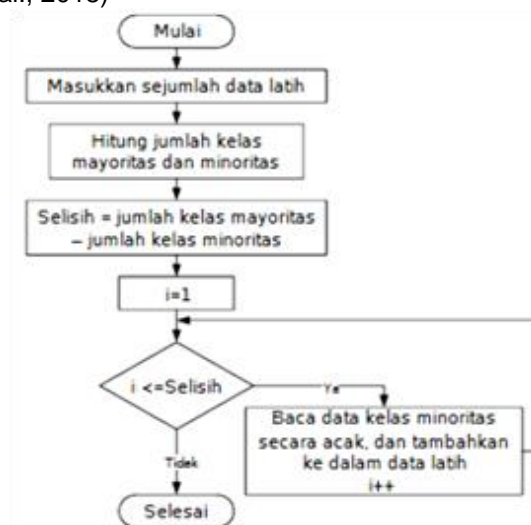 2013)
Mulai
Masukkan sejumlah data latih
Hitung jumlah kelas
mayoritas dan minoritas
Selisih = jumlah kelas mayoritas
– jumlah kelas minoritas
i=1
i <=Selisih
Ya
Baca data kelas minoritas
secara acak, dan tambahkan
ke dalam data latih
i++
Tidak
Selesai